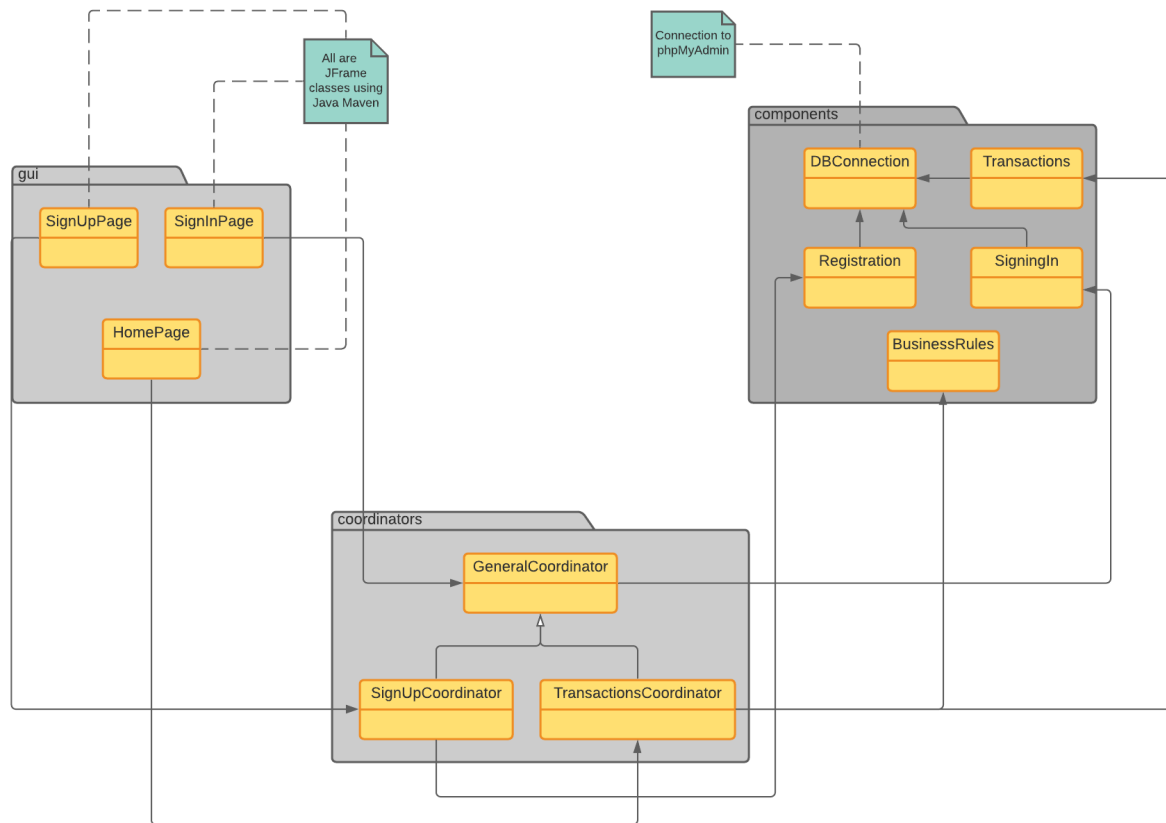 All are
JFrame
classes using
Java Maven
Connection to
phpMyAdmin
gui
SignUpPage
SignInPage
HomePage
components
DBConnection
Transactions
Registration
SigningIn
BusinessRules
coordinators
GeneralCoordinator
SignUpCoordinator
TransactionsCoordinator